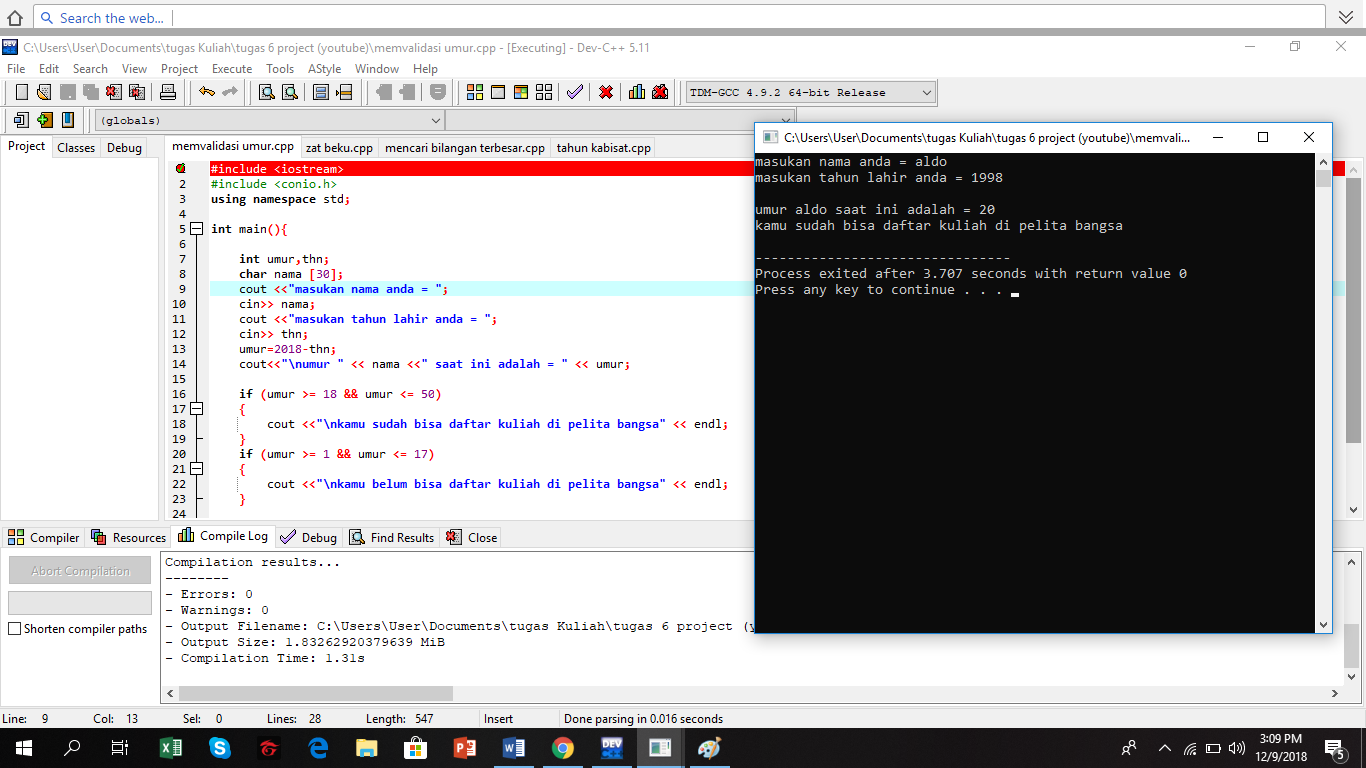 Search the web...
C:\Users\User\Documents\tugas Kuliah\tugas 6 project (youtube)\memvalidasi umur.cpp - [Executing] - Dev-C++ 5.11
File Edit Search View Project Execute Tools AStyle Window Help
TDM-GCC 4.9.2 64-bit Release
(globals)
Project Classes Debug
memvalidasi umur.cpp zat beku.cpp mencari bilangan terbesar.cpp tahun kabisat.cpp
#include <iostream>
2 #include <conio.h>
3 using namespace std;
4
5 int main(){
6
7 int umur,thn;
8 char nama [30];
9 cout <<"masukan nama anda = ";
10 cin>> nama;
11 cout <<"masukan tahun lahir anda = ";
12 cin>> thn;
13 umur=2018-thn;
14 cout<<"\numur " << nama <<" saat ini adalah = " << umur;
15
16 if (umur >= 18 && umur <= 50)
17 {
18 cout <<"\nkamu sudah bisa daftar kuliah di pelita bangsa" << endl;
19 }
20 if (umur >= 1 && umur <= 17)
21 {
22 cout <<"\nkamu belum bisa daftar kuliah di pelita bangsa" << endl;
23 }
24
C:\Users\User\Documents\tugas Kuliah\tugas 6 project (youtube)\memvali...
masukan nama anda = aldo
masukan tahun lahir anda = 1998
umur aldo saat ini adalah = 20
kamu sudah bisa daftar kuliah di pelita bangsa
--------------------------------
Process exited after 3.707 seconds with return value 0
Press any key to continue . . .
Compiler Resources Compile Log Debug Find Results Close
Abort Compilation
Shorten compiler paths
Compilation results...
--------
- Errors: 0
- Warnings: 0
- Output Filename: C:\Users\User\Documents\tugas Kuliah\tugas 6 project (y
- Output Size: 1.83262920379639 MiB
- Compilation Time: 1.31s
Line: 9 Col: 13 Sel: 0 Lines: 28 Length: 547 Insert Done parsing in 0.016 seconds
3:09 PM
12/9/2018
5